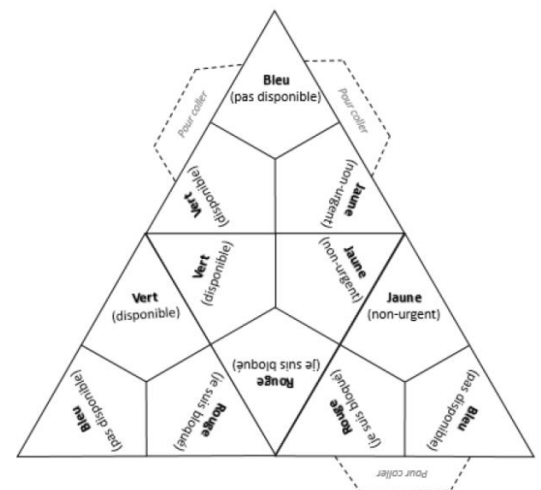 Bleu
(pas disponible)
Pour coller
Pour coller
Vert
(disponible)
Jaune
(non-urgent)
Vert
(disponible)
Jaune
(non-urgent)
Vert
(disponible)
Jaune
(non-urgent)
Rouge
(je suis bloqué)
Bleu
(pas disponible)
Rouge
(je suis bloqué)
Rouge
(je suis bloqué)
Bleu
(pas disponible)
Pour coller